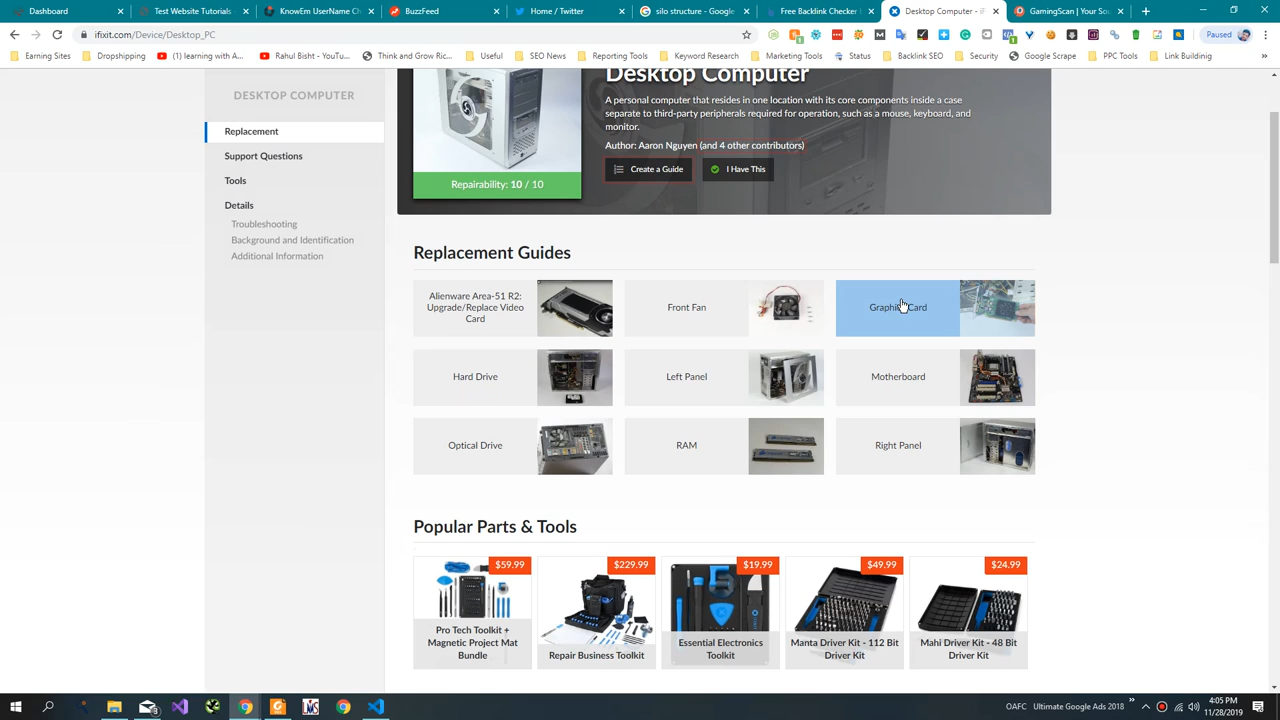 Dashboard
Test Website Tutorials
KnowEm UserName Ch
BuzzFeed
Home / Twitter
silo structure - Google
Free Backlink Checker
Desktop Computer - iF
GamingScan | Your Sou
ifixit.com/Device/Desktop_PC
Paused
Earning Sites
Dropshipping
(1) learning with A...
Rahul Bisht - YouTu...
Think and Grow Ric...
Useful
SEO News
Reporting Tools
Keyword Research
Marketing Tools
Status
Backlink SEO
Security
Google Scrape
PPC Tools
Link Building
DESKTOP COMPUTER
Replacement
Support Questions
Tools
Details
Troubleshooting
Background and Identification
Additional Information
Desktop Computer
A personal computer that resides in one location with its core components inside a case
separate to third-party peripherals required for operation, such as a mouse, keyboard, and
monitor.
Author: Aaron Nguyen (and 4 other contributors)
Create a Guide
I Have This
Repairability: 10 / 10
Replacement Guides
Alienware Area-51 R2:
Upgrade/Replace Video
Card
Front Fan
Graphics Card
Hard Drive
Left Panel
Motherboard
Optical Drive
RAM
Right Panel
Popular Parts & Tools
$59.99
$229.99
$19.99
$49.99
$24.99
Pro Tech Toolkit +
Magnetic Project Mat
Bundle
Repair Business Toolkit
Essential Electronics
Toolkit
Manta Driver Kit - 112 Bit
Driver Kit
Mahi Driver Kit - 48 Bit
Driver Kit
OAFC
Ultimate Google Ads 2018
4:05 PM
11/28/2019